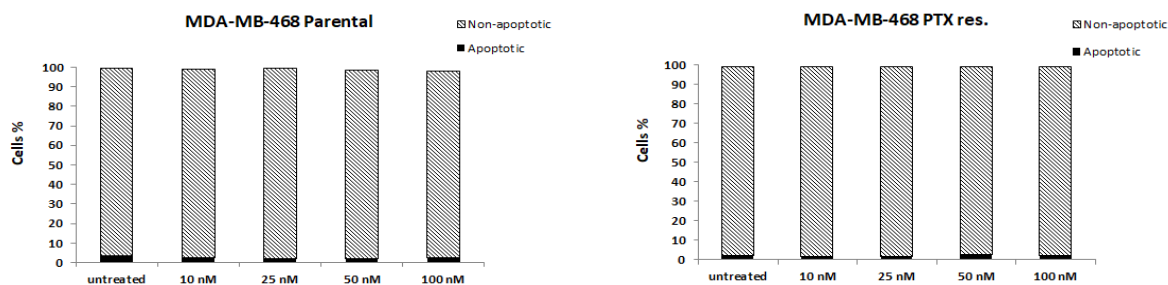 MDA-MB-468 Parental
Non-apoptotic
Apoptotic
100
90
80
70
60
50
40
30
20
10
0
Cells %
untreated 10 nM 25 nM 50 nM 100 nM
MDA-MB-468 PTX res.
Non-apoptotic
Apoptotic
100
90
80
70
60
50
40
30
20
10
0
Cells %
untreated 10 nM 25 nM 50 nM 100 nM